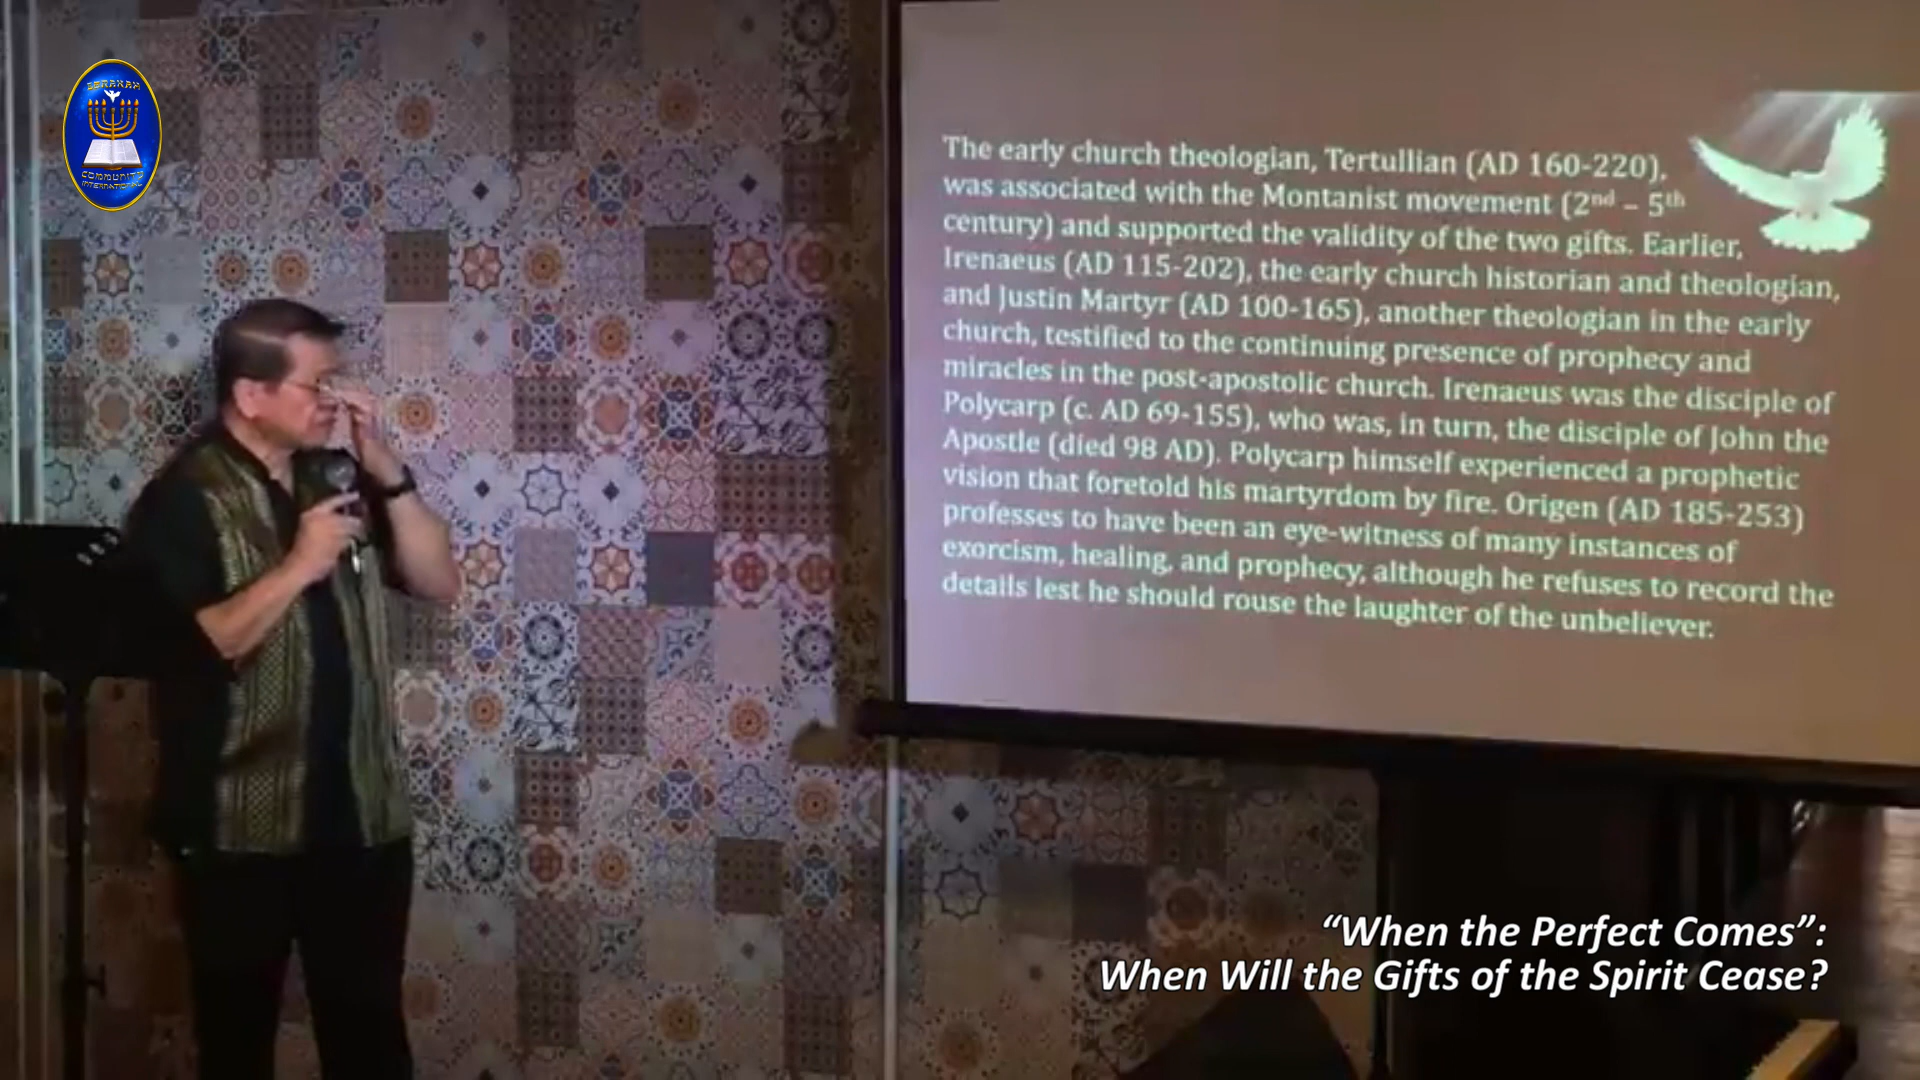 BERAKAH
COMMUNITY
INTERNATIONAL
The early church theologian, Tertullian (AD 160-220),
was associated with the Montanist movement (2nd – 5th
century) and supported the validity of the two gifts. Earlier,
Irenaeus (AD 115-202), the early church historian and theologian,
and Justin Martyr (AD 100-165), another theologian in the early
church, testified to the continuing presence of prophecy and
miracles in the post-apostolic church. Irenaeus was the disciple of
Polycarp (c. AD 69-155), who was, in turn, the disciple of John the
Apostle (died 98 AD). Polycarp himself experienced a prophetic
vision that foretold his martyrdom by fire. Origen (AD 185-253)
professes to have been an eye-witness of many instances of
exorcism, healing, and prophecy, although he refuses to record the
details lest he should rouse the laughter of the unbeliever.
“When the Perfect Comes”:
When Will the Gifts of the Spirit Cease?